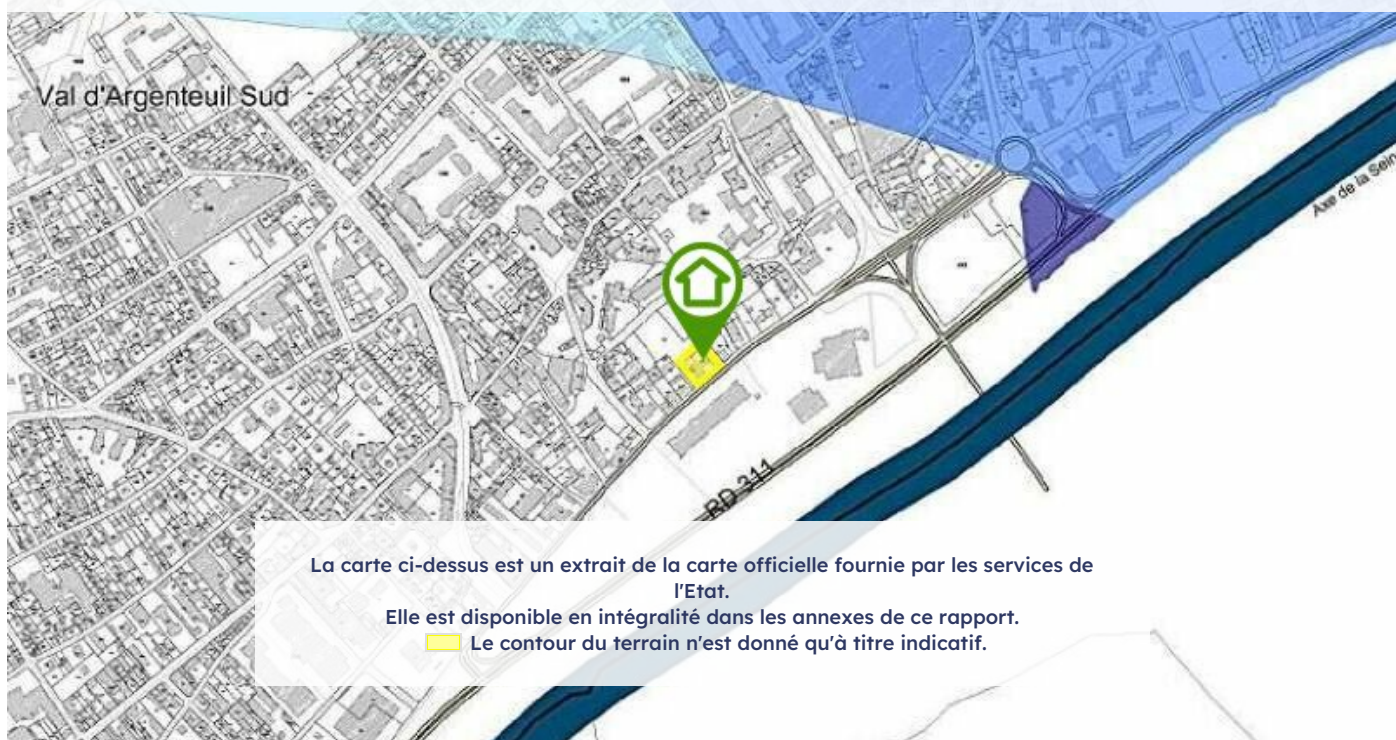 Val d'Argenteuil Sud
Axe de la Seine
RD 311
La carte ci-dessus est un extrait de la carte officielle fournie par les services de
l'Etat.
Elle est disponible en intégralité dans les annexes de ce rapport.
Le contour du terrain n'est donné qu'à titre indicatif.